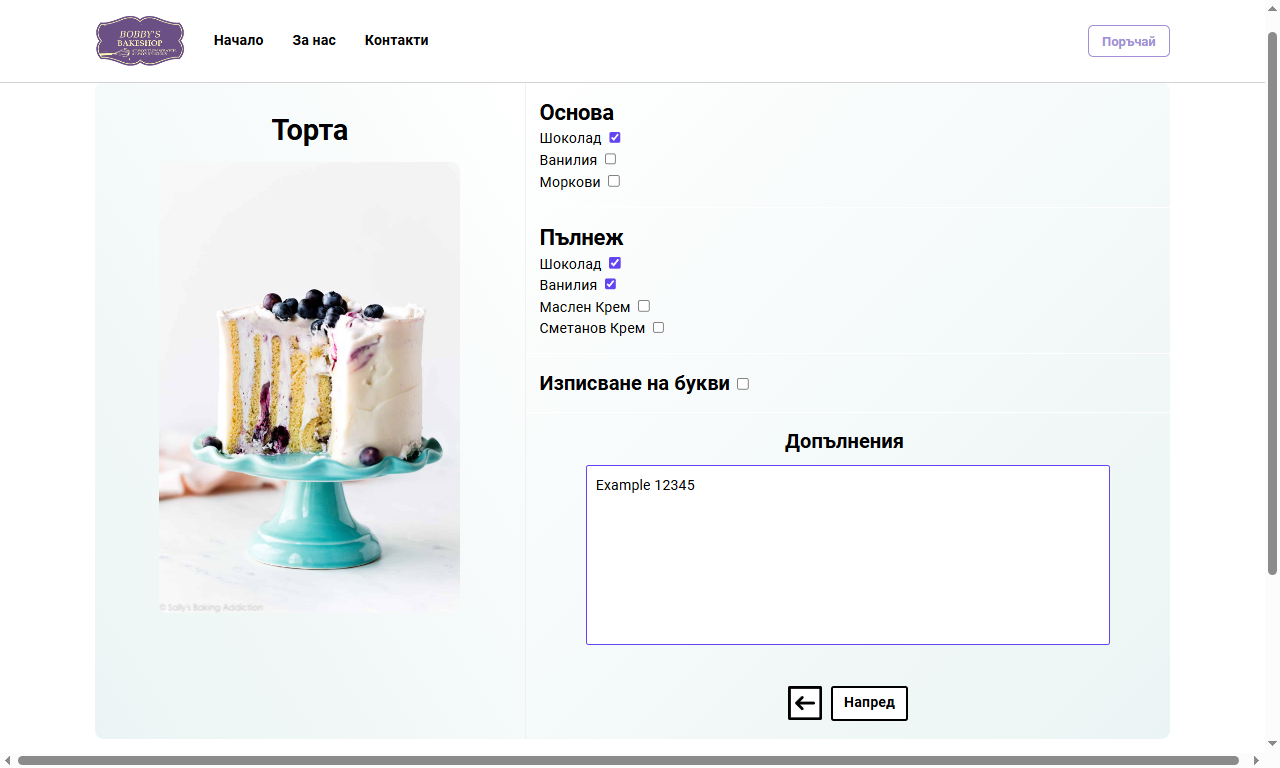 BOBBY'S
BAKESHOP
Начало
За нас
Контакти
Поръчай
Торта
© Sally's Baking Addiction
Основа
Шоколад
Ванилия
Моркови
Пълнеж
Шоколад
Ванилия
Маслен Крем
Сметанов Крем
Изписване на букви
Допълнения
Example 12345
Напред